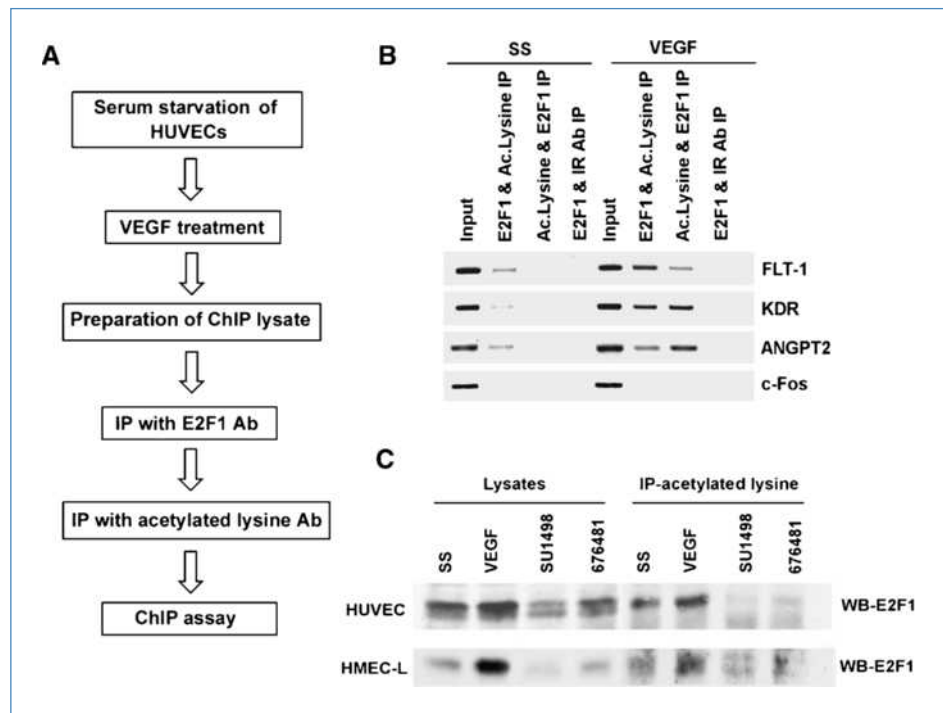 A
Serum starvation of
HUVECs
VEGF treatment
Preparation of ChIP lysate
IP with E2F1 Ab
IP with acetylated lysine Ab
ChIP assay
B
SS
VEGF
Input
E2F1 & Ac.Lysine IP
Ac.Lysine & E2F1 IP
E2F1 & IR Ab IP
Input
E2F1 & Ac.Lysine IP
Ac.Lysine & E2F1 IP
E2F1 & IR Ab IP
FLT-1
KDR
ANGPT2
c-Fos
C
Lysates
IP-acetylated lysine
SS
VEGF
SU1498
676481
SS
VEGF
SU1498
676481
HUVEC
WB-E2F1
HMEC-L
WB-E2F1